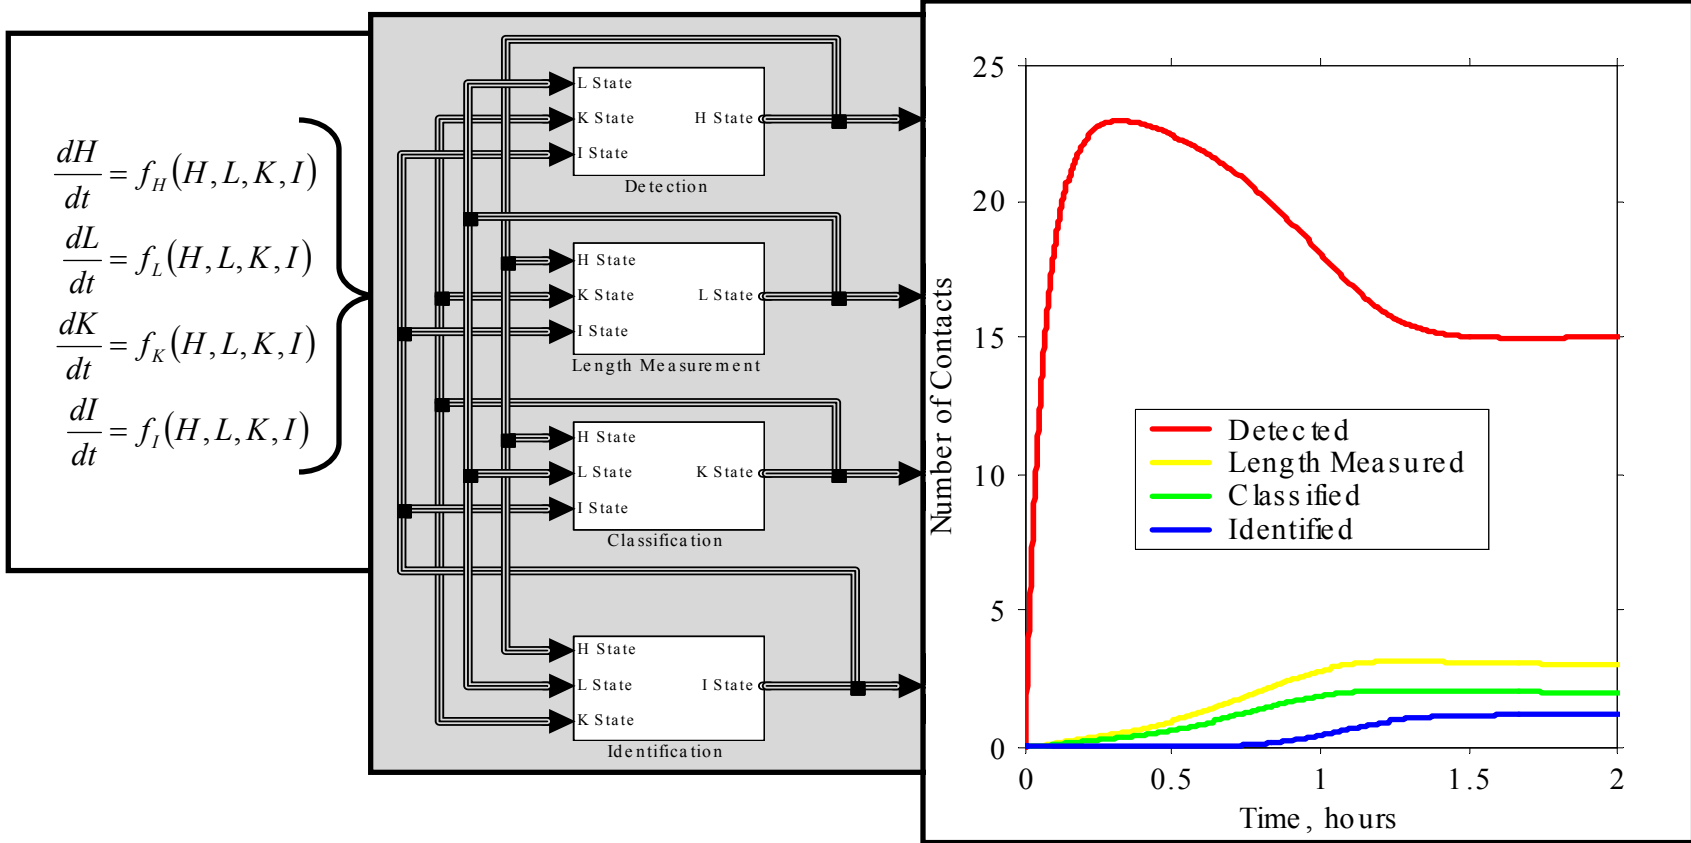 dH/dt = f_H(H, L, K, I)
dL/dt = f_L(H, L, K, I)
dK/dt = f_K(H, L, K, I)
dI/dt = f_I(H, L, K, I)
L State
K State
H State
I State
Detection
H State
K State
L State
I State
Length Measurement
H State
L State
K State
I State
Classification
H State
L State
I State
K State
Identification
25
20
15
10
5
0
0
0.5
1
1.5
2
Number of Contacts
Time, hours
Detected
Length Measured
Classified
Identified